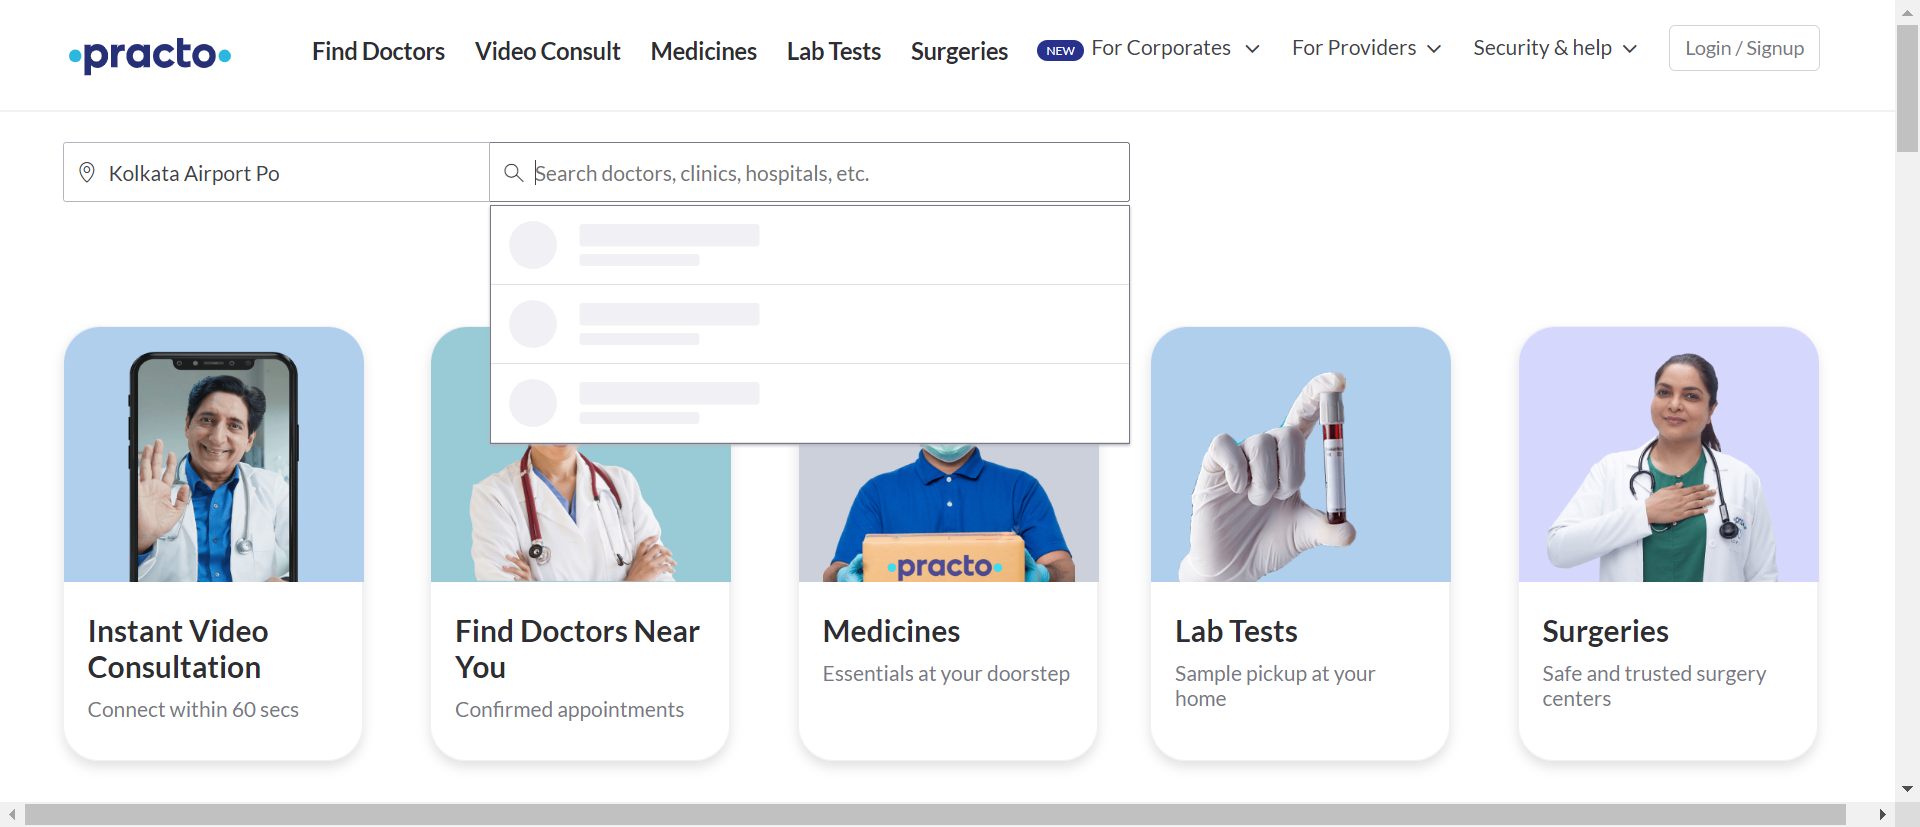 practo
Find Doctors
Video Consult
Medicines
Lab Tests
Surgeries
NEW
For Corporates
For Providers
Security & help
Login / Signup
Kolkata Airport Po
Search doctors, clinics, hospitals, etc.
practo
Instant Video
Consultation
Connect within 60 secs
Find Doctors Near
You
Confirmed appointments
Medicines
Essentials at your doorstep
Lab Tests
Sample pickup at your
home
Surgeries
Safe and trusted surgery
centers